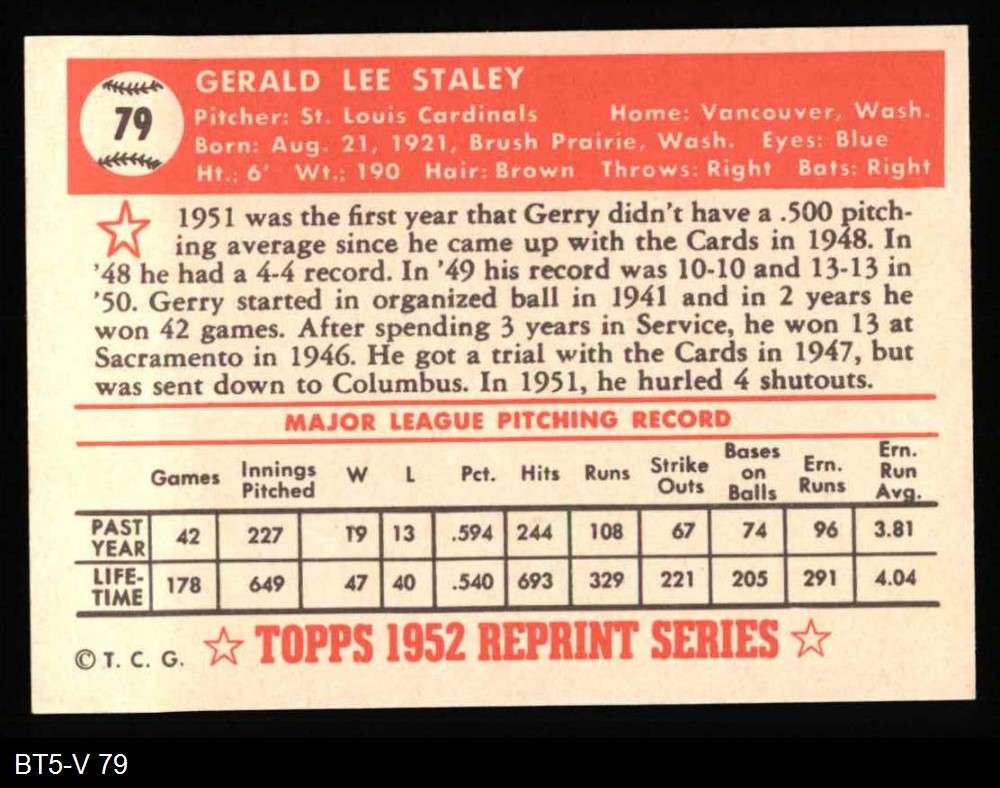 79
GERALD LEE STALEY
Pitcher: St. Louis Cardinals Home: Vancouver, Wash.
Born: Aug. 21, 1921, Brush Prairie, Wash. Eyes: Blue
Ht.: 6' Wt.: 190 Hair: Brown Throws: Right Bats: Right
1951 was the first year that Gerry didn't have a .500 pitch-
ing average since he came up with the Cards in 1948. In
'48 he had a 4-4 record. In '49 his record was 10-10 and 13-13 in
'50. Gerry started in organized ball in 1941 and in 2 years he
won 42 games. After spending 3 years in Service, he won 13 at
Sacramento in 1946. He got a trial with the Cards in 1947, but
was sent down to Columbus. In 1951, he hurled 4 shutouts.
MAJOR LEAGUE PITCHING RECORD
Games Innings Pitched W L Pct. Hits Runs Strike Outs Bases on Balls Ern. Runs Ern. Run Avg.
PAST YEAR 42 227 19 13 .594 244 108 67 74 96 3.81
LIFE-TIME 178 649 47 40 .540 693 329 221 205 291 4.04
© T. C. G. TOPPS 1952 REPRINT SERIES
BT5-V 79